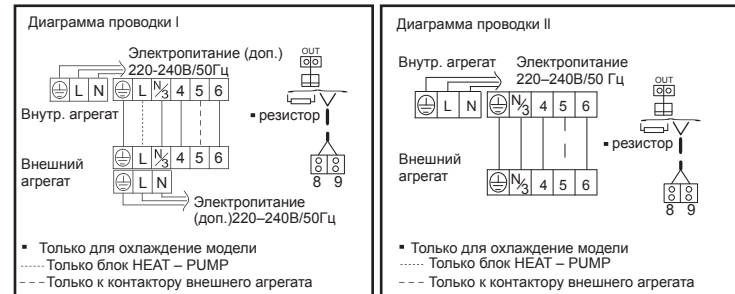 Диаграмма проводки I
Электропитание (доп.)
220-240В/50Гц
OUT
L N
L N/3 4 5 6
Внутр. агрегат
▪ резистор
Внешний
агрегат
L N/3 4 5 6
L N
8 9
Электропитание
(доп.)220–240В/50Гц
▪ Только для охлаждение модели
······ Только блок HEAT – PUMP
- - - Только к контактору внешнего агрегата
Диаграмма проводки II
Внутр. агрегат
Электропитание
220–240В/50 Гц
OUT
L N
N/3 4 5 6
▪ резистор
Внешний
агрегат
N/3 4 5 6
8 9
▪ Только для охлаждение модели
······ Только блок HEAT – PUMP
- - - Только к контактору внешнего агрегата